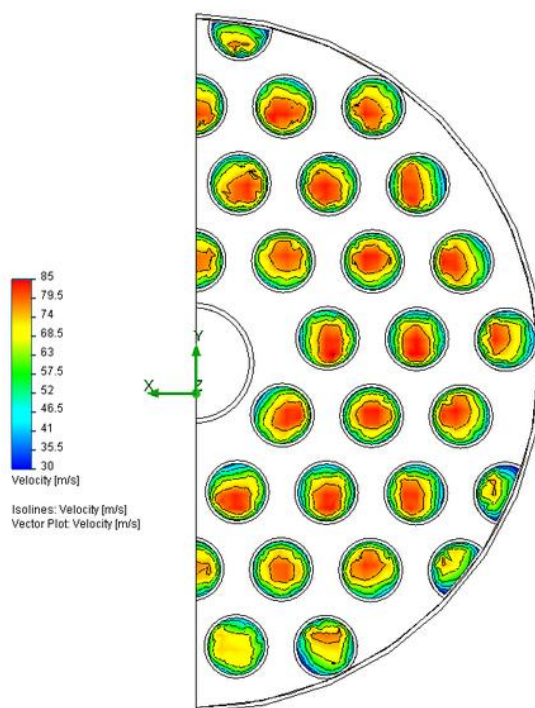 85
79.5
74
68.5
63
57.5
52
46.5
41
35.5
30
Velocity [m/s]
Isolines: Velocity [m/s]
Vector Plot: Velocity [m/s]
Y
X
Z